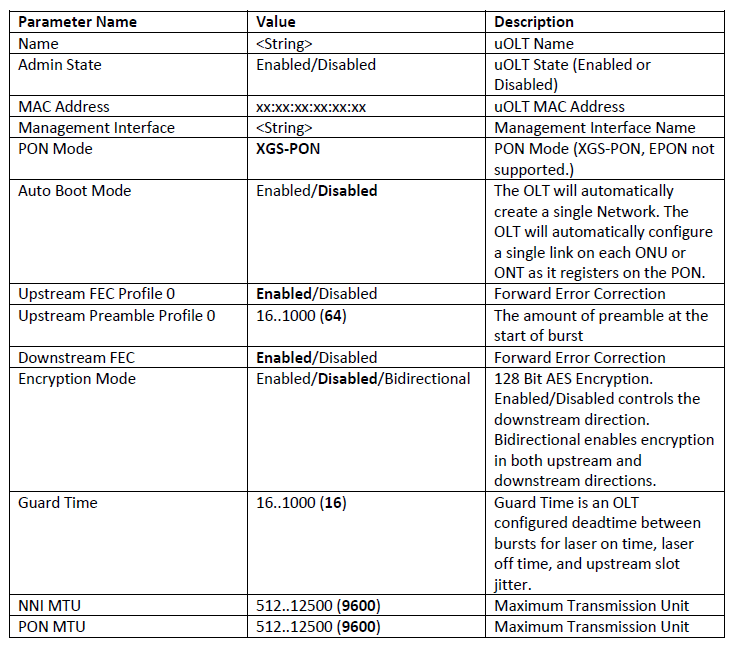 Parameter Name Value Description
Name <String> uOLT Name
Admin State Enabled/Disabled uOLT State (Enabled or
Disabled)
MAC Address xx:xx:xx:xx:xx:xx uOLT MAC Address
Management Interface <String> Management Interface Name
PON Mode XGS-PON PON Mode (XGS-PON, EPON not
supported.)
Auto Boot Mode Enabled/Disabled The OLT will automatically
create a single Network. The
OLT will automatically configure
a single link on each ONU or
ONT as it registers on the PON.
Upstream FEC Profile 0 Enabled/Disabled Forward Error Correction
Upstream Preamble Profile 0 16..1000 (64) The amount of preamble at the
start of burst
Downstream FEC Enabled/Disabled Forward Error Correction
Encryption Mode Enabled/Disabled/Bidirectional 128 Bit AES Encryption.
Enabled/Disabled controls the
downstream direction.
Bidirectional enables encryption
in both upstream and
downstream directions.
Guard Time 16..1000 (16) Guard Time is an OLT
configured deadtime between
bursts for laser on time, laser
off time, and upstream slot
jitter.
NNI MTU 512..12500 (9600) Maximum Transmission Unit
PON MTU 512..12500 (9600) Maximum Transmission Unit